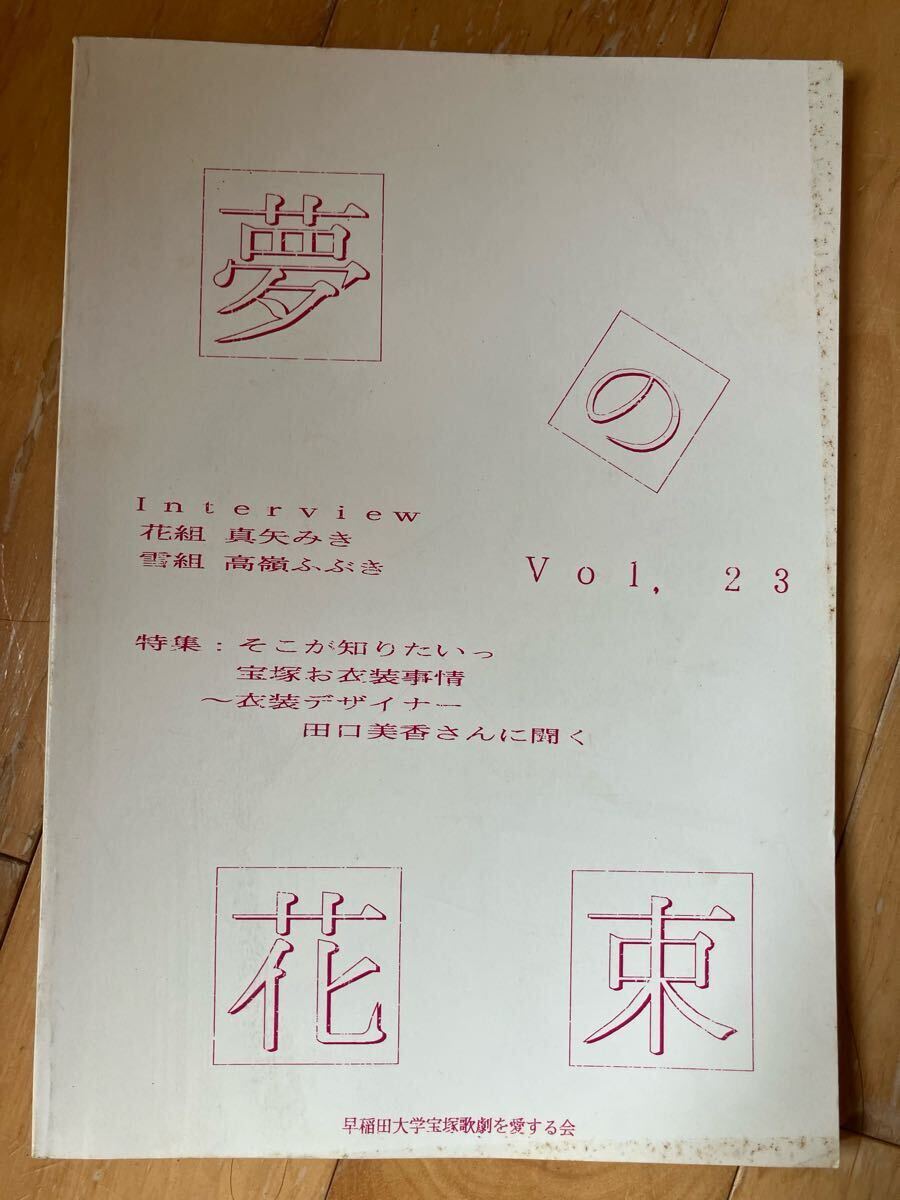 夢
の
Interview
花組 真矢みき
雪組 高嶺ふぶき
Vol, 23
特集：そこが知りたいっ
宝塚お衣装事情
～衣装デザイナー
田口美香さんに聞く
花
束
早稲田大学宝塚歌劇を愛する会